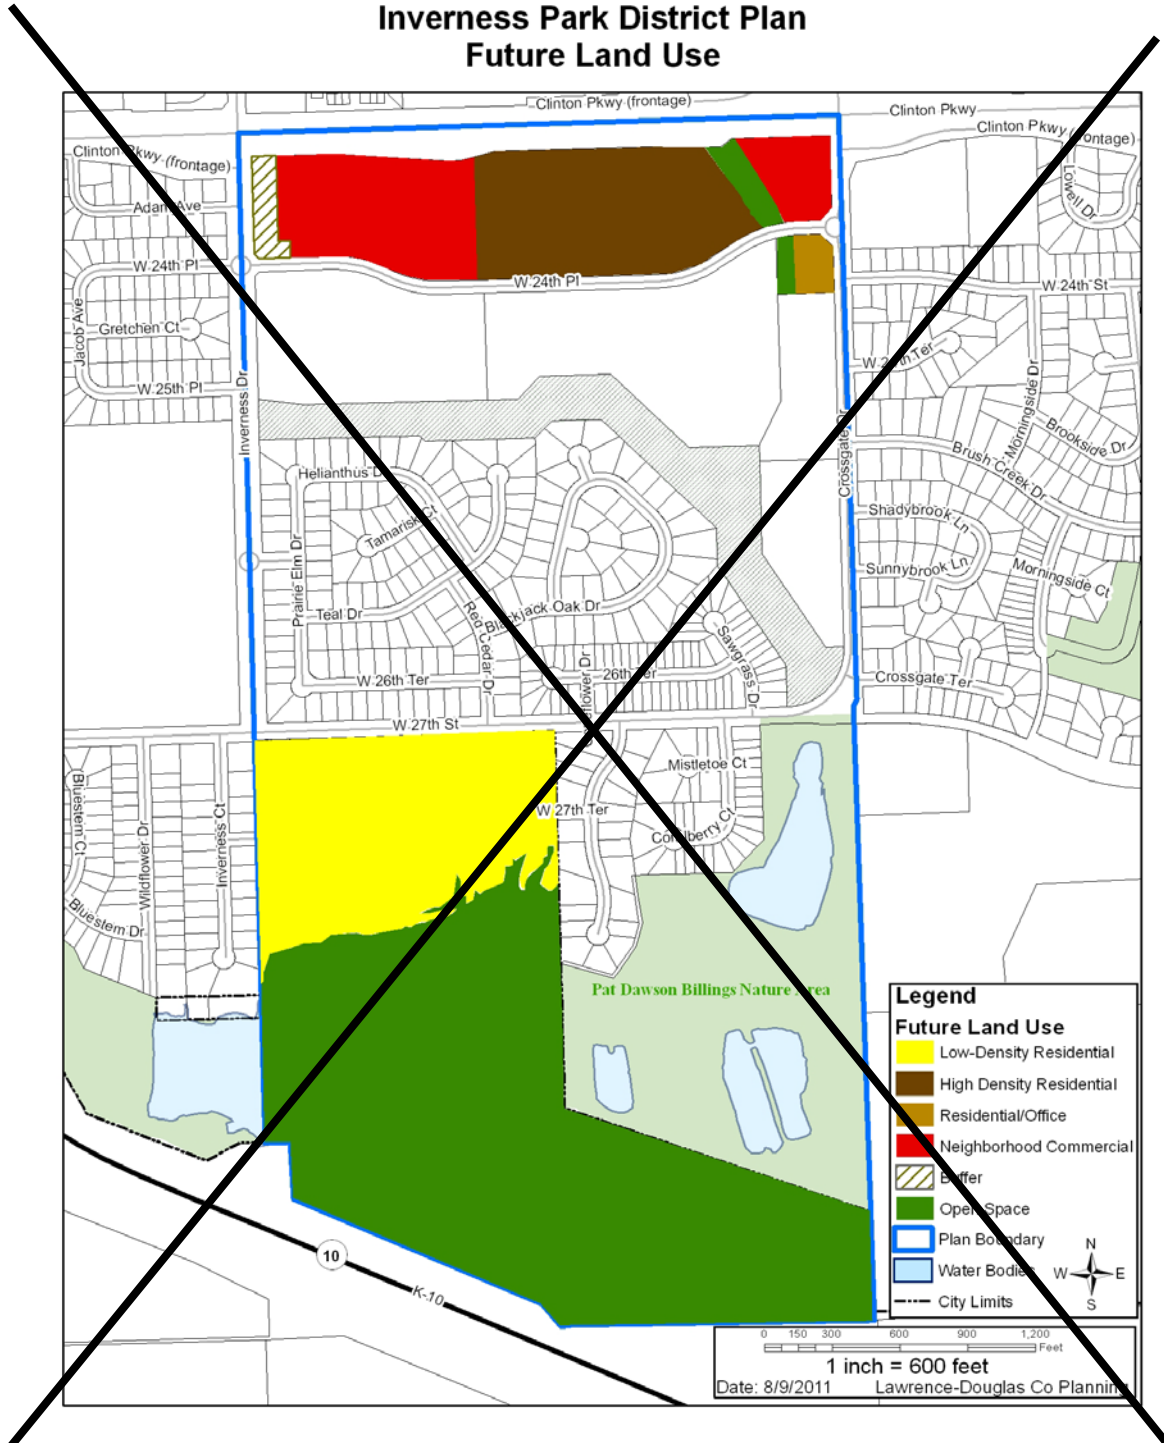 Inverness Park District Plan
Future Land Use
Clinton Pkwy (frontage)
Clinton Pkwy
Clinton Pkwy (frontage)
Clinton Pkwy (frontage)
Lowell Dr
Adam Ave
W 24th Pl
W 24th Pl
W 24th St
Jacob Ave
Gretchen Ct
W 25th Pl
Inverness Dr
Crossgate Dr
Morningside Dr
Brookside Dr
Brush Creek Dr
Helianthus Dr
Tamarisk Ct
Shadybrook Ln
Sunnybrook Ln
Morningside Ct
Prairie Elm Dr
Teal Dr
Blackjack Oak Dr
Red Cedar Dr
Sawgrass Dr
W 26th Ter
26th Ter
Crossgate Ter
W 27th St
Mistletoe Ct
W 27th Ter
Bluestem Ct
Wildflower Dr
Inverness Ct
Bluestem Dr
Pat Dawson Billings Nature Area
Legend
Future Land Use
Low-Density Residential
High Density Residential
Residential/Office
Neighborhood Commercial
Buffer
Open Space
Plan Boundary
Water Bodies
City Limits
N
W E
S
10
K-10
0 150 300 600 900 1,200
Feet
1 inch = 600 feet
Date: 8/9/2011 Lawrence-Douglas Co Planning